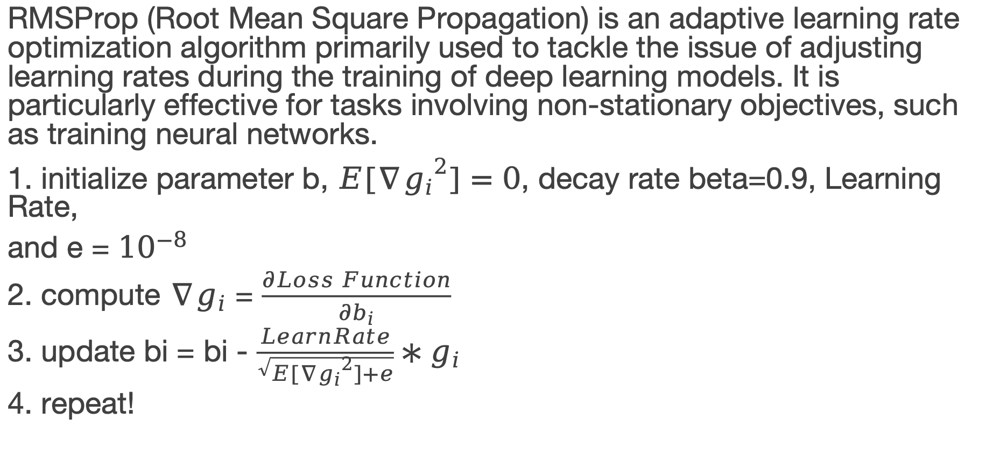 RMSProp (Root Mean Square Propagation) is an adaptive learning rate
optimization algorithm primarily used to tackle the issue of adjusting
learning rates during the training of deep learning models. It is
particularly effective for tasks involving non-stationary objectives, such
as training neural networks.
1. initialize parameter b, $E[\nabla g_i^2] = 0$, decay rate beta=0.9, Learning
Rate,
and e = $10^{-8}$
2. compute $\nabla g_i = \frac{\partial Loss\ Function}{\partial b_i}$
3. update bi = bi - $\frac{LearnRate}{\sqrt{E[\nabla g_i^2]+e}} * g_i$
4. repeat!